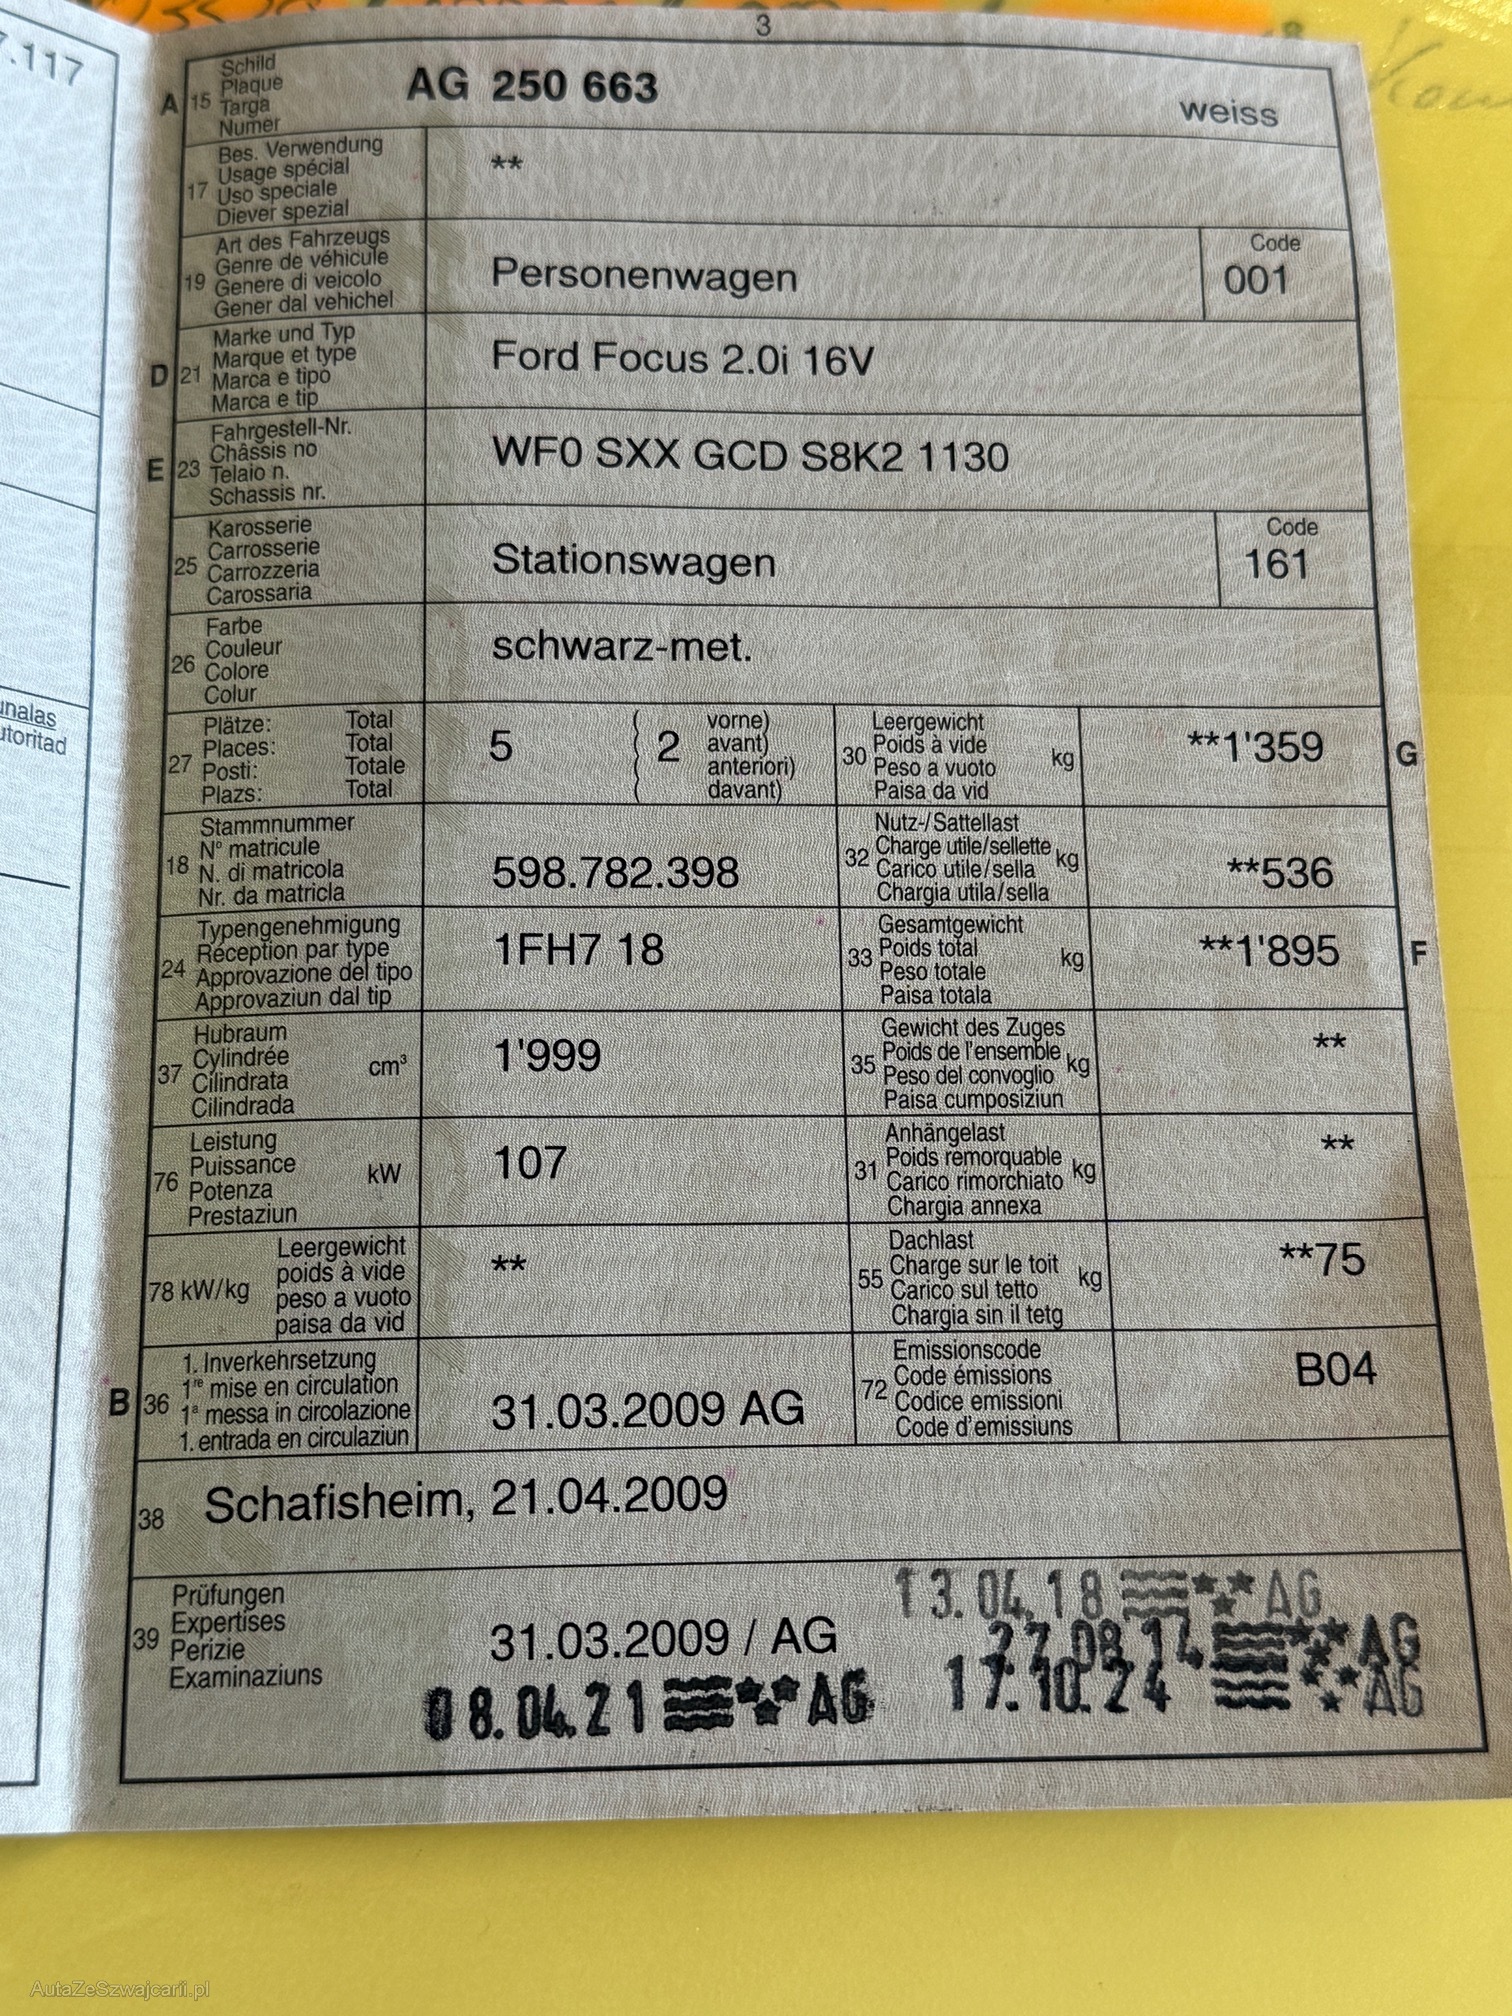 7.117
unalas
utoritad
3
A 15 Schild
Plaque
Targa
Numer
AG 250 663
weiss
17 Bes. Verwendung
Usage spécial
Uso speciale
Diever spezial
**
19 Art des Fahrzeugs
Genre de véhicule
Genere di veicolo
Gener dal vehichel
Personenwagen
Code
001
D 21 Marke und Typ
Marque et type
Marca e tipo
Marca e tip
Ford Focus 2.0i 16V
E 23 Fahrgestell-Nr.
Châssis no
Telaio n.
Schassis nr.
WF0 SXX GCD S8K2 1130
25 Karosserie
Carrosserie
Carrozzeria
Carossaria
Stationswagen
Code
161
26 Farbe
Couleur
Colore
Colur
schwarz-met.
27 Plätze: Total
Places: Total
Posti: Totale
Plazs: Total
5
2
vorne)
avant)
anteriori)
davant)
30 Leergewicht
Poids à vide
Peso a vuoto
Paisa da vid
kg
**1'359
G
18 Stammnummer
N° matricule
N. di matricola
Nr. da matricla
598.782.398
32 Nutz-/Sattellast
Charge utile/sellette
Carico utile/sella
Chargia utila/sella
kg
**536
24 Typengenehmigung
Réception par type
Approvazione del tipo
Approvaziun dal tip
1FH7 18
33 Gesamtgewicht
Poids total
Peso totale
Paisa totala
kg
**1'895
F
37 Hubraum
Cylindrée
Cilindrata
Cilindrada
cm³
1'999
35 Gewicht des Zuges
Poids de l'ensemble
Peso del convoglio
Paisa cumposiziun
kg
**
76 Leistung
Puissance
Potenza
Prestaziun
kW
107
31 Anhängelast
Poids remorquable
Carico rimorchiato
Chargia annexa
kg
**
78 kW/kg
Leergewicht
poids à vide
peso a vuoto
paisa da vid
**
55 Dachlast
Charge sur le toit
Carico sul tetto
Chargia sin il tetg
kg
**75
B 36 1. Inverkehrsetzung
1re mise en circulation
1a messa in circolazione
1. entrada en circulaziun
31.03.2009 AG
72 Emissionscode
Code émissions
Codice emissioni
Code d'emissiuns
B04
38 Schafisheim, 21.04.2009
39 Prüfungen
Expertises
Perizie
Examinaziuns
31.03.2009 / AG
13.04.18 AG
27.08.14 AG
08.04.21 AG
17.10.24 AG
AutaZeSzwajcarii.pl